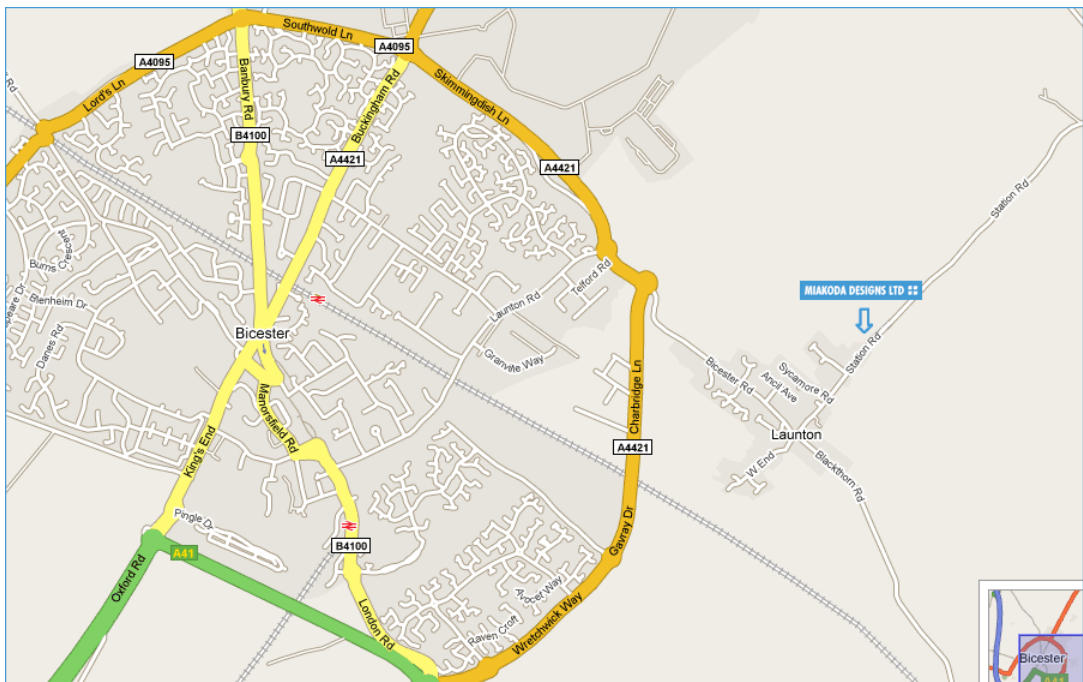 Southwold Ln
A4095
A4095
Lord's Ln
Banbury Rd
Buckingham Rd
Skimmingdish Ln
B4100
A4421
A4421
Station Rd
Burns Crescent
Telford Rd
Blenheim Dr
Launton Rd
MIAKODA DESIGNS LTD
Danes Rd
Bicester
Granville Way
Station Rd
Bicester Rd
Sycamore Rd
Ancil Ave
Charbridge Ln
Manorsfield Rd
King's End
Launton
A4421
W End
Blackthorn Rd
Pingle Dr
Gavray Dr
B4100
A41
Oxford Rd
Avocet Way
London Rd
Raven Croft
Wretchwick Way
Bicester
A41